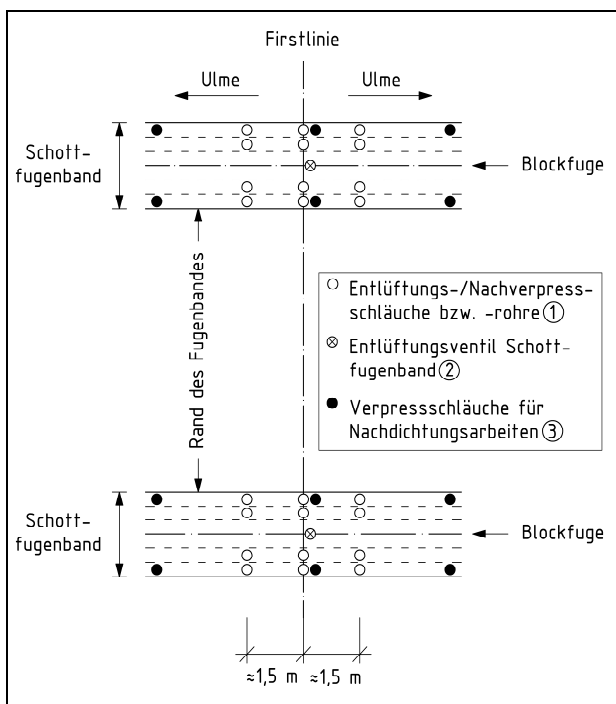 Firstlinie
Ulme
Ulme
Schott-
fugenband
Blockfuge
Rand des Fugenbandes
Entlüftungs-/Nachverpress-
schläuche bzw. -rohre ①
Entlüftungsventil Schott-
fugenband ②
Verpressschläuche für
Nachdichtungsarbeiten ③
Schott-
fugenband
Blockfuge
≈1,5 m
≈1,5 m